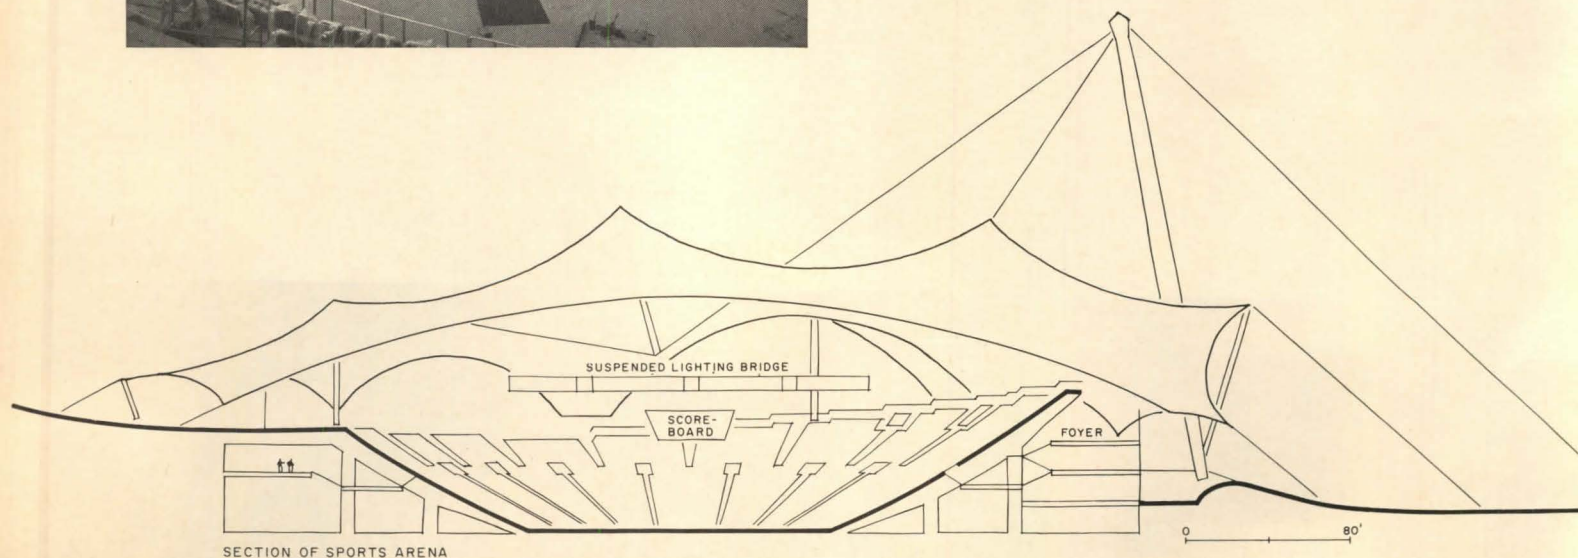 SUSPENDED LIGHTING BRIDGE
SCORE-
BOARD
FOYER
0 80'
SECTION OF SPORTS ARENA